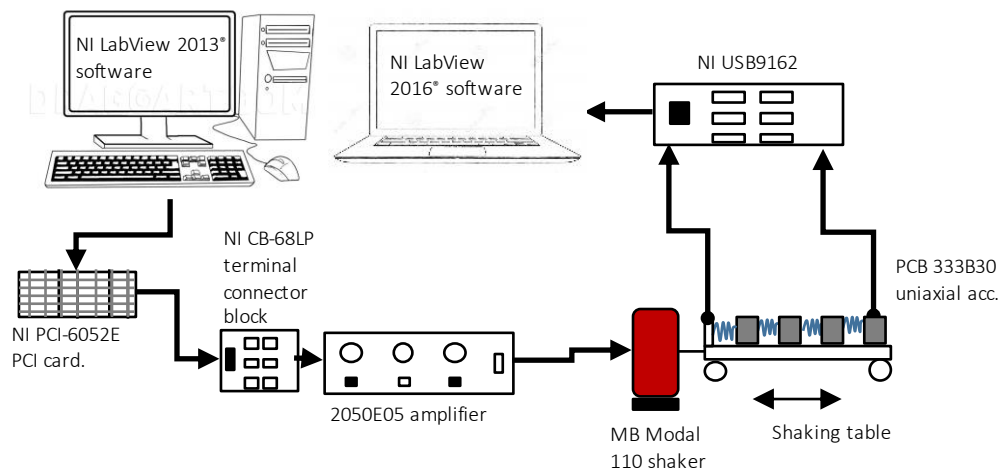 NI LabView 2013®
software
NI LabView
2016® software
NI USB9162
NI CB-68LP
terminal
connector
block
PCB 333B30
uniaxial acc.
NI PCI-6052E
PCI card.
2050E05 amplifier
MB Modal
110 shaker
Shaking table